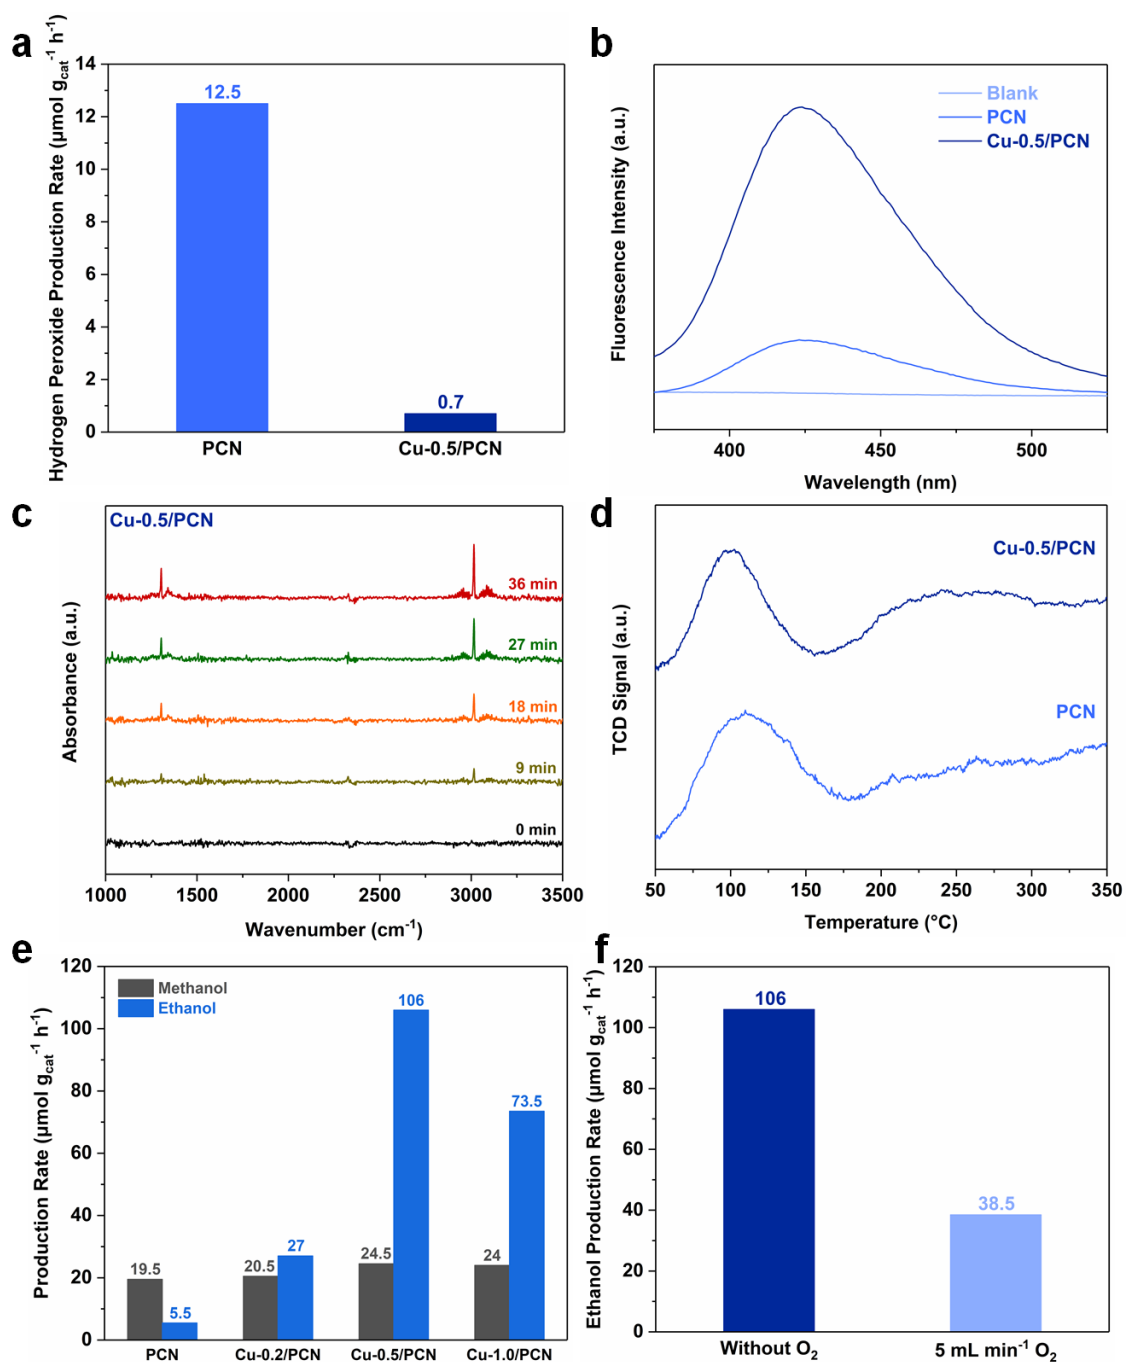 a
Hydrogen Peroxide Production Rate (μmol g_cat^-1 h^-1)
14
12
10
8
6
4
2
0
12.5
0.7
PCN
Cu-0.5/PCN
b
Fluorescence Intensity (a.u.)
Blank
PCN
Cu-0.5/PCN
400
450
500
Wavelength (nm)
c
Absorbance (a.u.)
Cu-0.5/PCN
36 min
27 min
18 min
9 min
0 min
1000
1500
2000
2500
3000
3500
Wavenumber (cm^-1)
d
TCD Signal (a.u.)
Cu-0.5/PCN
PCN
50
100
150
200
250
300
350
Temperature (°C)
e
Production Rate (μmol g_cat^-1 h^-1)
120
100
80
60
40
20
0
Methanol
Ethanol
19.5
5.5
20.5
27
24.5
106
24
73.5
PCN
Cu-0.2/PCN
Cu-0.5/PCN
Cu-1.0/PCN
f
Ethanol Production Rate (μmol g_cat^-1 h^-1)
120
100
80
60
40
20
0
106
38.5
Without O₂
5 mL min^-1 O₂